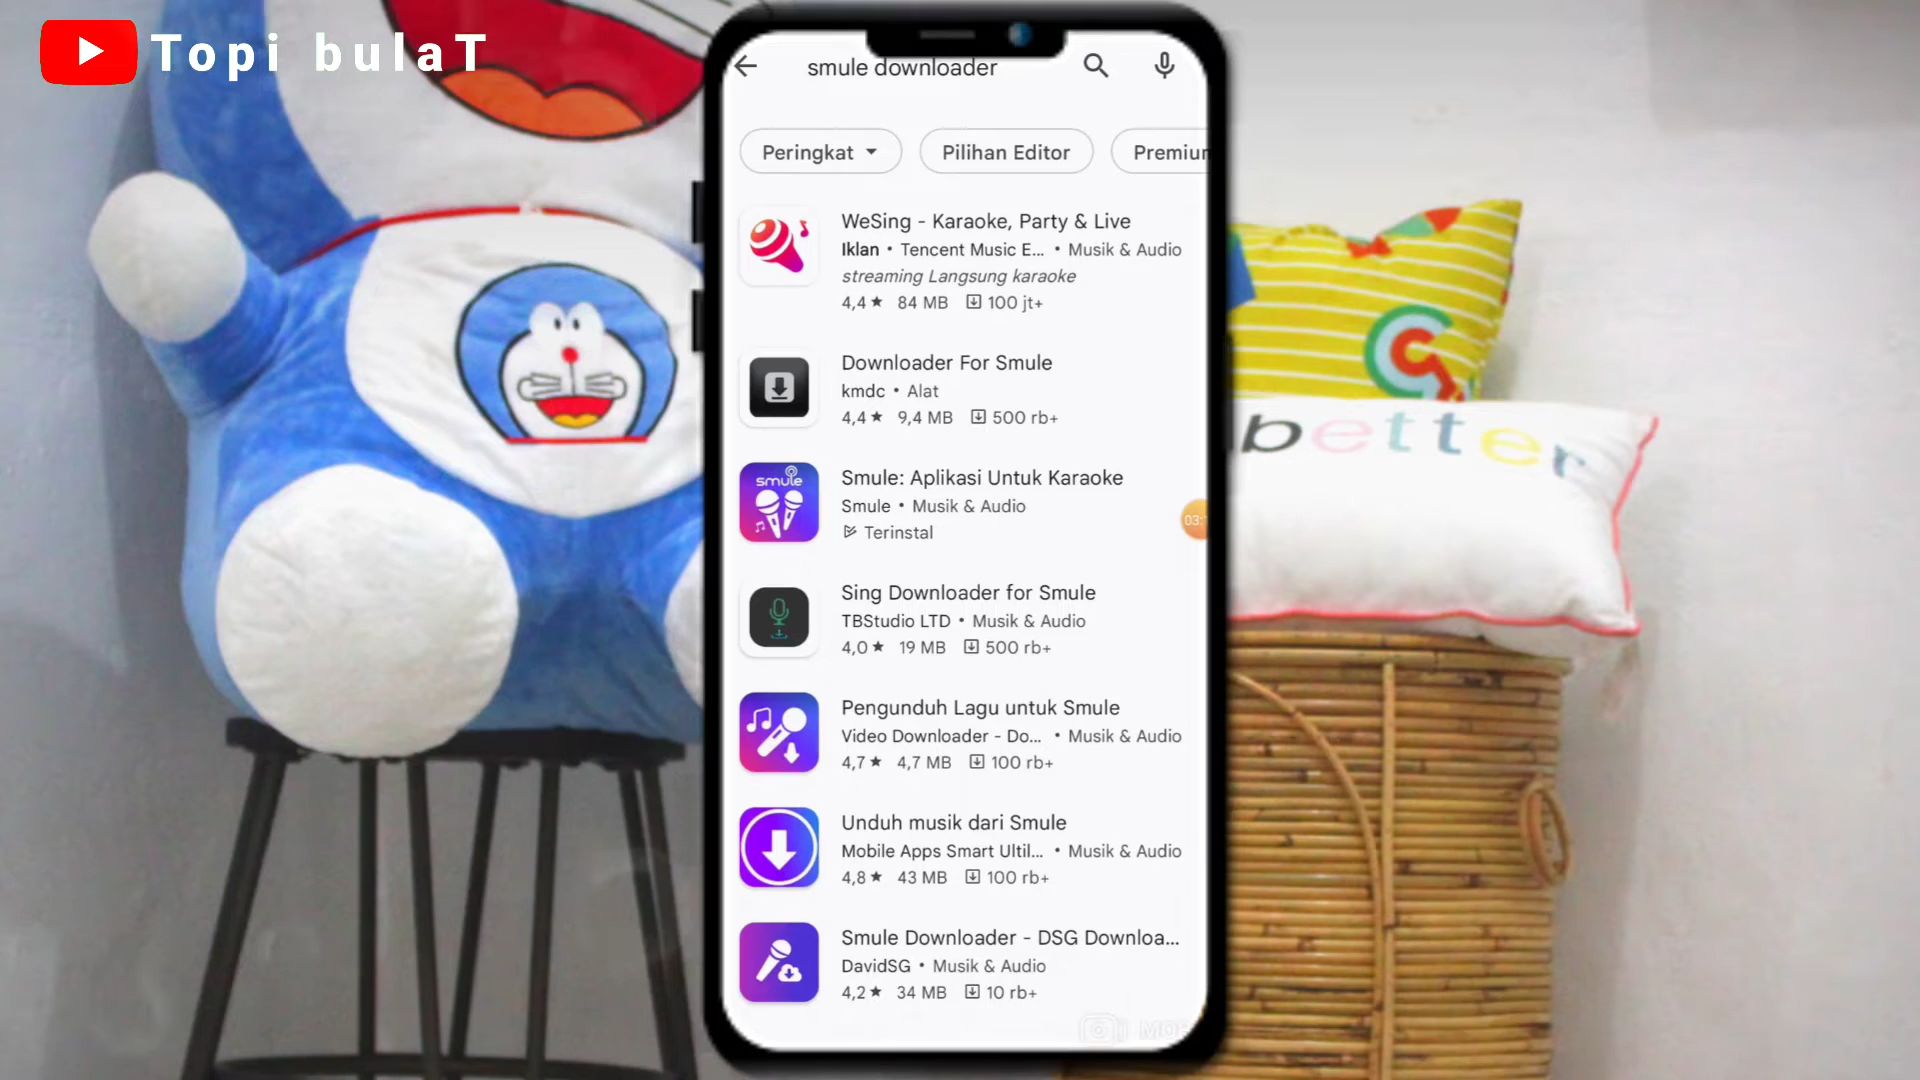 Topi bulaT
smule downloader
Peringkat
Pilihan Editor
Premium
WeSing - Karaoke, Party & Live
Iklan • Tencent Music E... • Musik & Audio
streaming Langsung karaoke
4,4★ 84 MB 100 jt+
Downloader For Smule
kmdc • Alat
4,4★ 9,4 MB 500 rb+
smule
Smule: Aplikasi Untuk Karaoke
Smule • Musik & Audio
Terinstal
03:
Sing Downloader for Smule
TBStudio LTD • Musik & Audio
4,0★ 19 MB 500 rb+
Pengunduh Lagu untuk Smule
Video Downloader - Do... • Musik & Audio
4,7★ 4,7 MB 100 rb+
Unduh musik dari Smule
Mobile Apps Smart Ultil... • Musik & Audio
4,8★ 43 MB 100 rb+
Smule Downloader - DSG Downloa...
DavidSG • Musik & Audio
4,2★ 34 MB 10 rb+
better